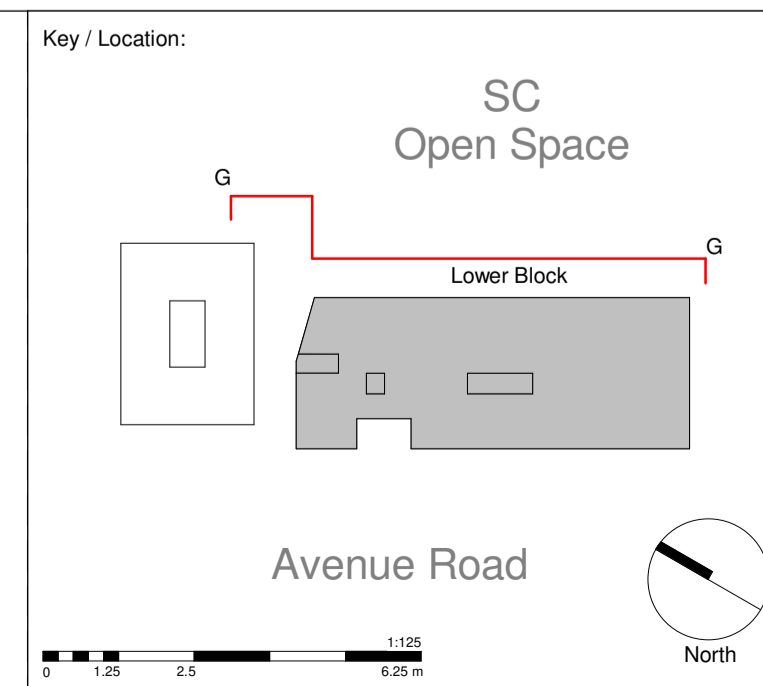 Key / Location:
SC
Open Space
G
G
Lower Block
Avenue Road
1:125
0 1.25 2.5 6.25 m
North